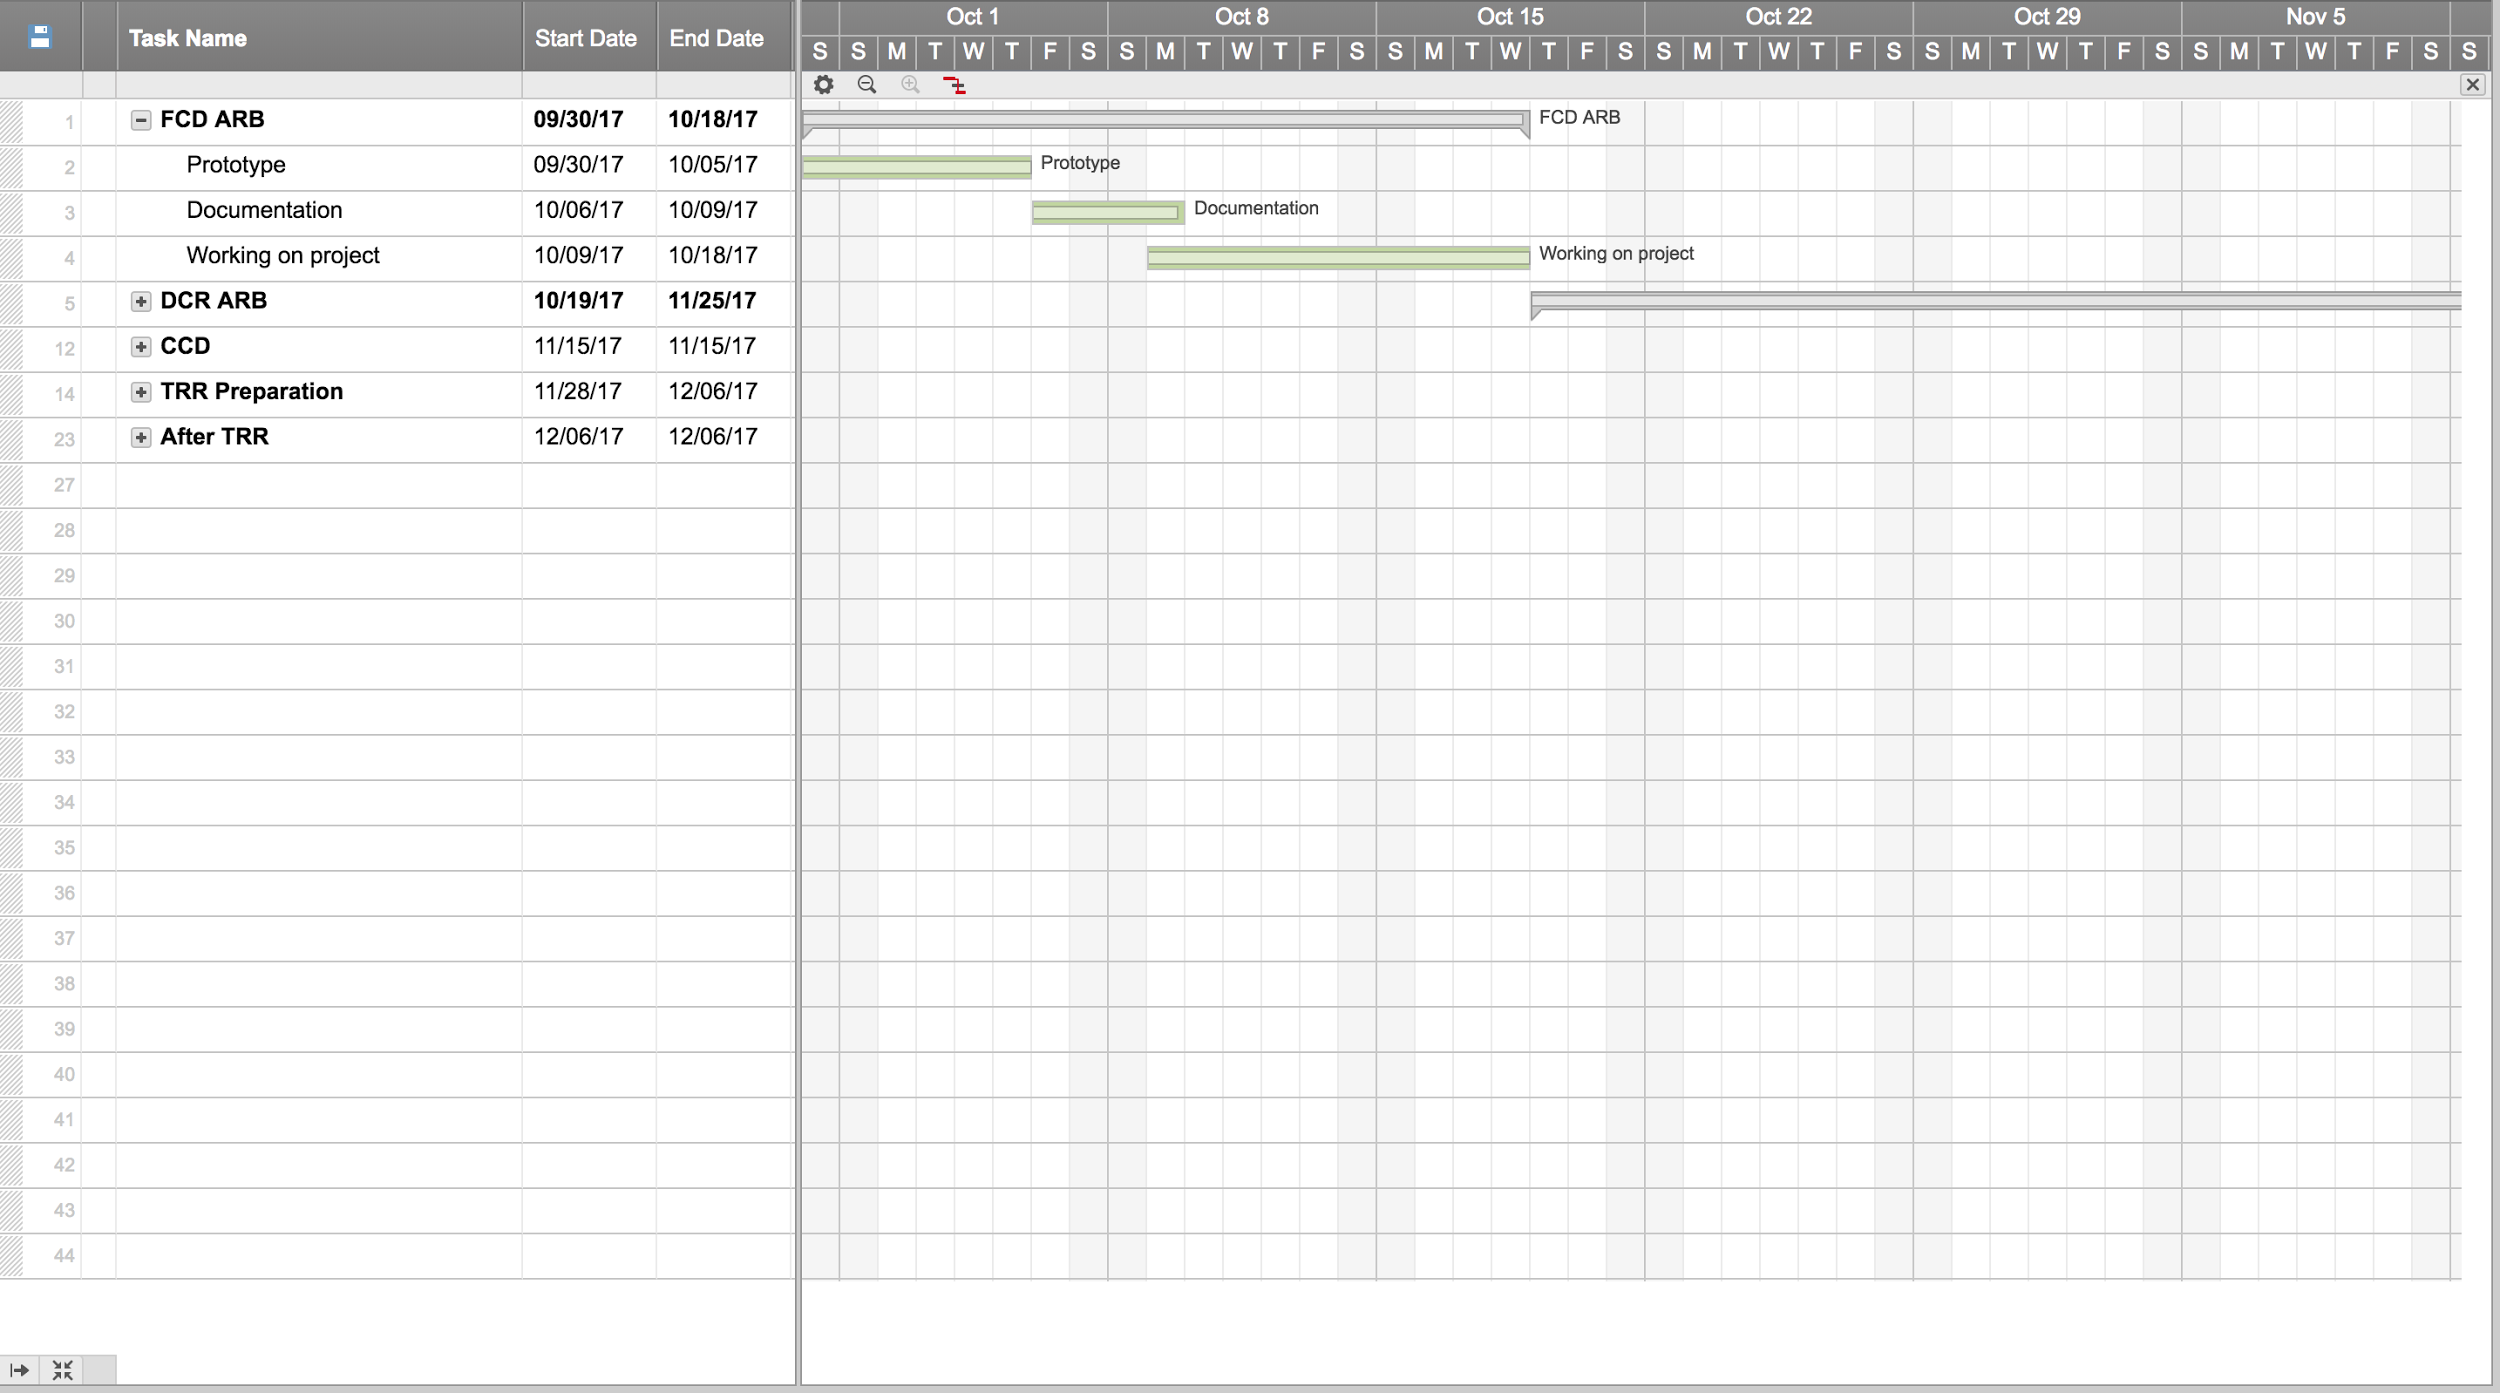 Task Name Start Date End Date
Oct 1 Oct 8 Oct 15 Oct 22 Oct 29 Nov 5
S S M T W T F S S M T W T F S S M T W T F S S M T W T F S S M T W T F S S M T W T F S S
1 FCD ARB 09/30/17 10/18/17 FCD ARB
2 Prototype 09/30/17 10/05/17 Prototype
3 Documentation 10/06/17 10/09/17 Documentation
4 Working on project 10/09/17 10/18/17 Working on project
5 DCR ARB 10/19/17 11/25/17
12 CCD 11/15/17 11/15/17
14 TRR Preparation 11/28/17 12/06/17
23 After TRR 12/06/17 12/06/17
27
28
29
30
31
32
33
34
35
36
37
38
39
40
41
42
43
44